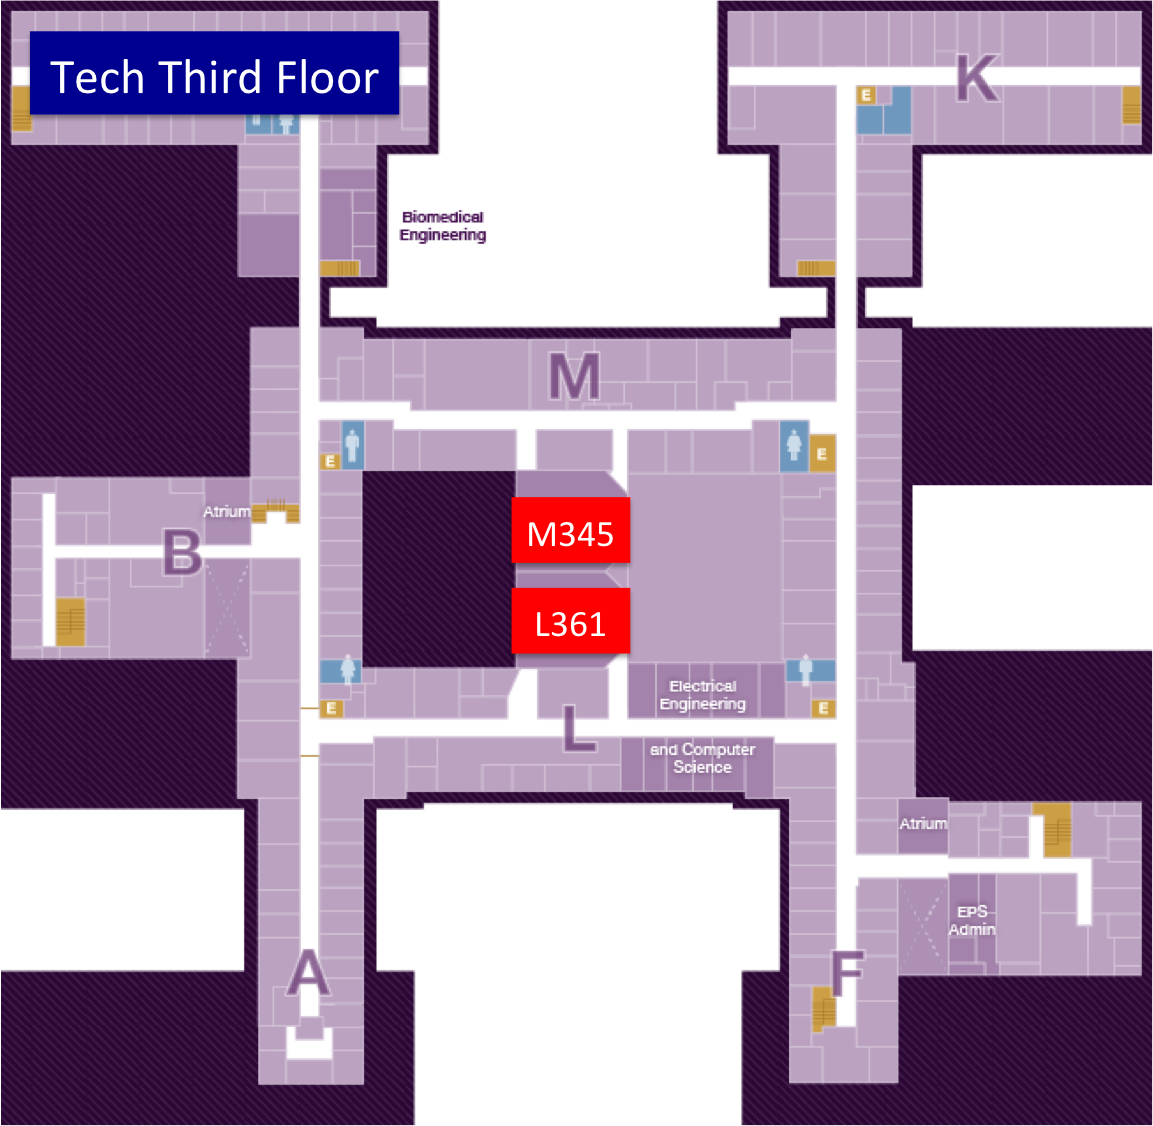 Tech Third Floor
K
E
Biomedical
Engineering
M
E
E
Atrium
M345
B
L361
Electrical
Engineering
E
E
L
and Computer
Science
Atrium
EPS
Admin
A
F